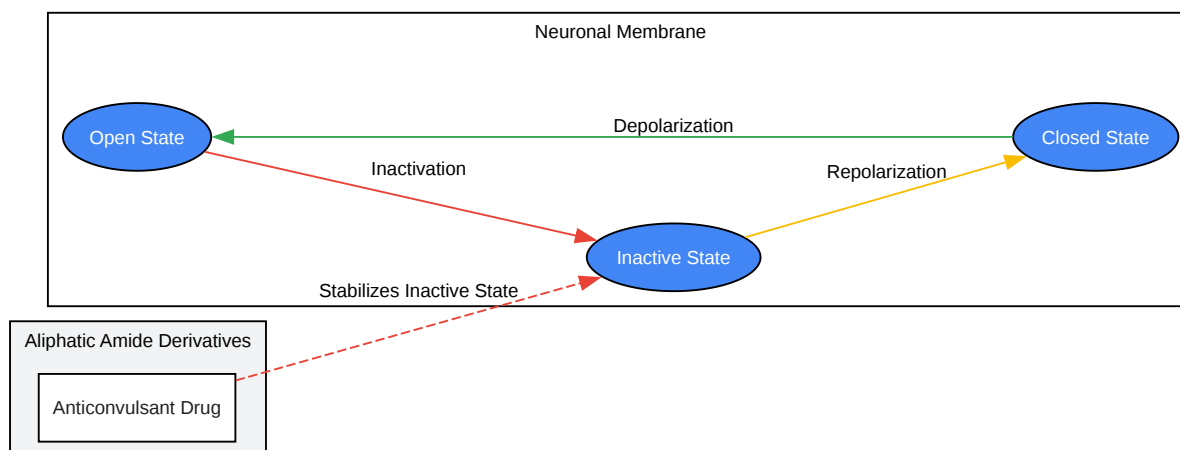 Neuronal Membrane
Depolarization
Open State
Closed State
Inactivation
Repolarization
Inactive State
Stabilizes Inactive State
Aliphatic Amide Derivatives
Anticonvulsant Drug